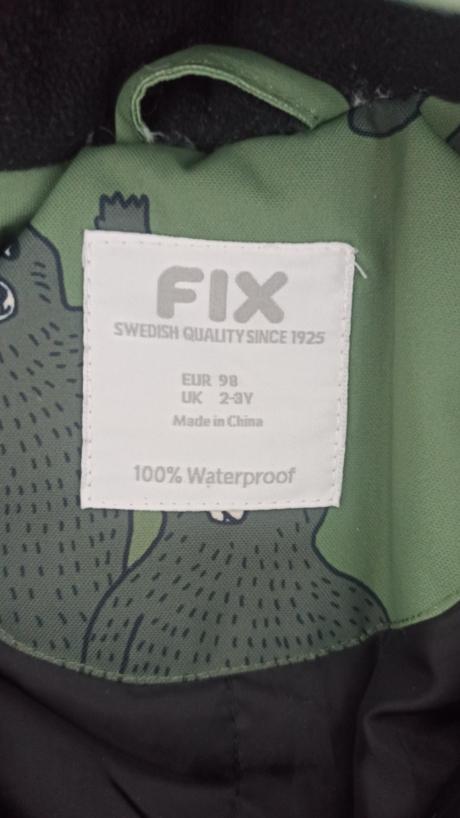 FIX
SWEDISH QUALITY SINCE 1925
EUR 98
UK 2-3Y
Made in China
100% Waterproof